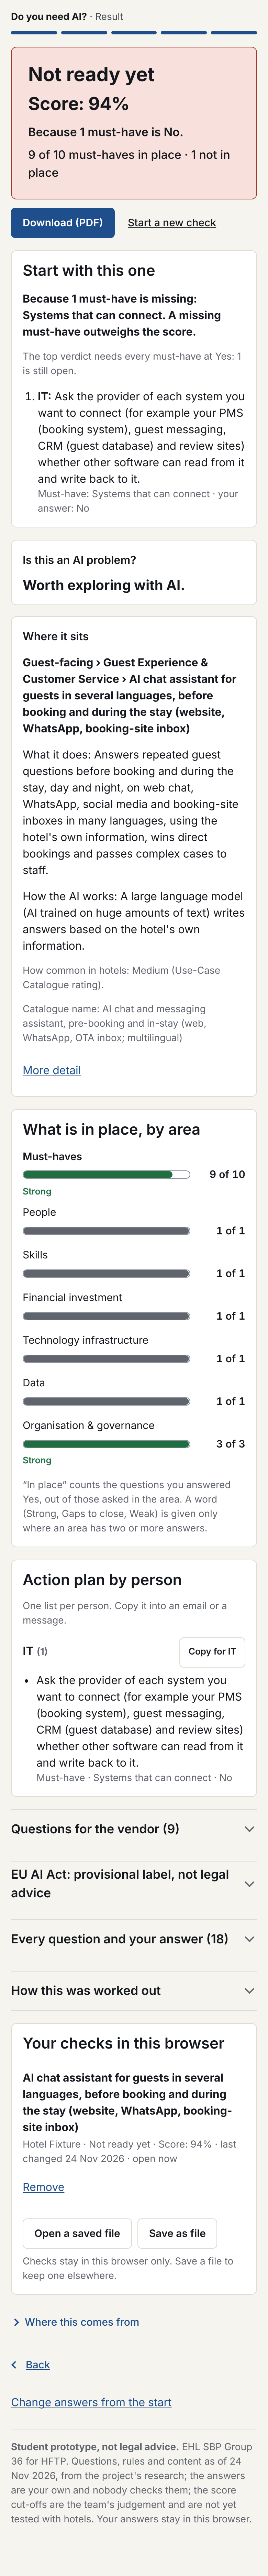 Do you need AI? · Result
Not ready yet
Score: 94%
Because 1 must-have is No.
9 of 10 must-haves in place · 1 not in
place
Download (PDF)
Start a new check
Start with this one
Because 1 must-have is missing:
Systems that can connect. A missing
must-have outweighs the score.
The top verdict needs every must-have at Yes: 1
is still open.
1. IT: Ask the provider of each system you
want to connect (for example your PMS
(booking system), guest messaging,
CRM (guest database) and review sites)
whether other software can read from it
and write back to it.
Must-have: Systems that can connect · your
answer: No
Is this an AI problem?
Worth exploring with AI.
Where it sits
Guest-facing › Guest Experience &
Customer Service › AI chat assistant for
guests in several languages, before
booking and during the stay (website,
WhatsApp, booking-site inbox)
What it does: Answers repeated guest
questions before booking and during the
stay, day and night, on web chat,
WhatsApp, social media and booking-site
inboxes in many languages, using the
hotel's own information, wins direct
bookings and passes complex cases to
staff.
How the AI works: A large language model
(AI trained on huge amounts of text) writes
answers based on the hotel's own
information.
How common in hotels: Medium (Use-Case
Catalogue rating).
Catalogue name: AI chat and messaging
assistant, pre-booking and in-stay (web,
WhatsApp, OTA inbox; multilingual)
More detail
What is in place, by area
Must-haves
9 of 10
Strong
People
1 of 1
Skills
1 of 1
Financial investment
1 of 1
Technology infrastructure
1 of 1
Data
1 of 1
Organisation & governance
3 of 3
Strong
"In place" counts the questions you answered
Yes, out of those asked in the area. A word
(Strong, Gaps to close, Weak) is given only
where an area has two or more answers.
Action plan by person
One list per person. Copy it into an email or a
message.
IT (1)
Copy for IT
• Ask the provider of each system you
want to connect (for example your PMS
(booking system), guest messaging,
CRM (guest database) and review sites)
whether other software can read from it
and write back to it.
Must-have · Systems that can connect · No
Questions for the vendor (9)
EU AI Act: provisional label, not legal
advice
Every question and your answer (18)
How this was worked out
Your checks in this browser
AI chat assistant for guests in several
languages, before booking and during
the stay (website, WhatsApp, booking-
site inbox)
Hotel Fixture · Not ready yet · Score: 94% · last
changed 24 Nov 2026 · open now
Remove
Open a saved file
Save as file
Checks stay in this browser only. Save a file to
keep one elsewhere.
Where this comes from
Back
Change answers from the start
Student prototype, not legal advice. EHL SBP Group
36 for HFTP. Questions, rules and content as of 24
Nov 2026, from the project's research; the answers
are your own and nobody checks them; the score
cut-offs are the team's judgement and are not yet
tested with hotels. Your answers stay in this browser.